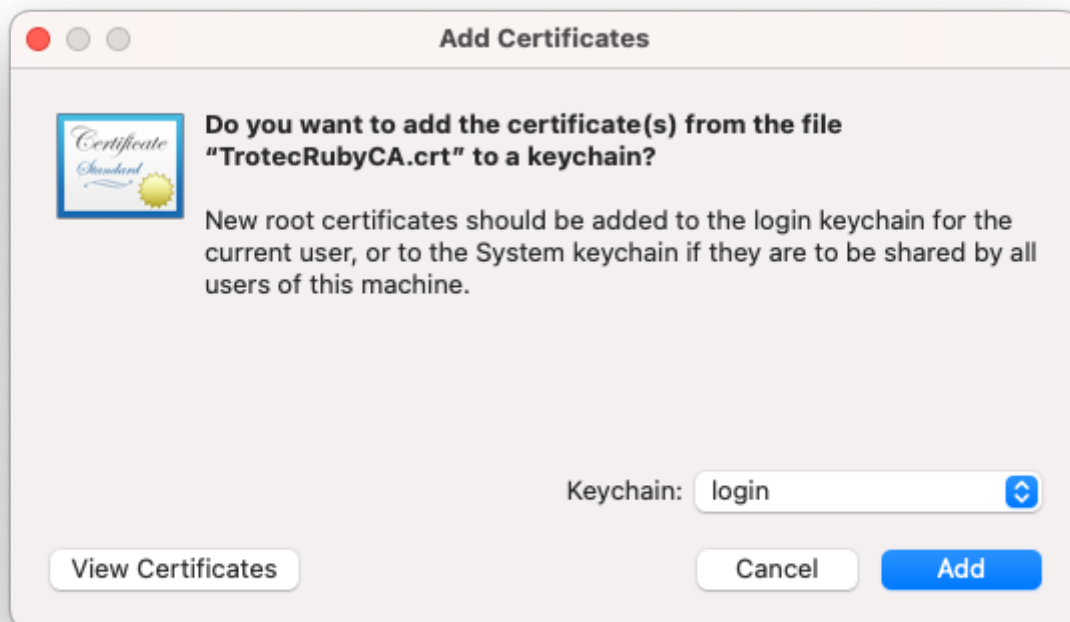 Add Certificates
Certificate
Standard
Do you want to add the certificate(s) from the file
“TrotecRubyCA.crt” to a keychain?
New root certificates should be added to the login keychain for the
current user, or to the System keychain if they are to be shared by all
users of this machine.
Keychain: login
View Certificates Cancel Add